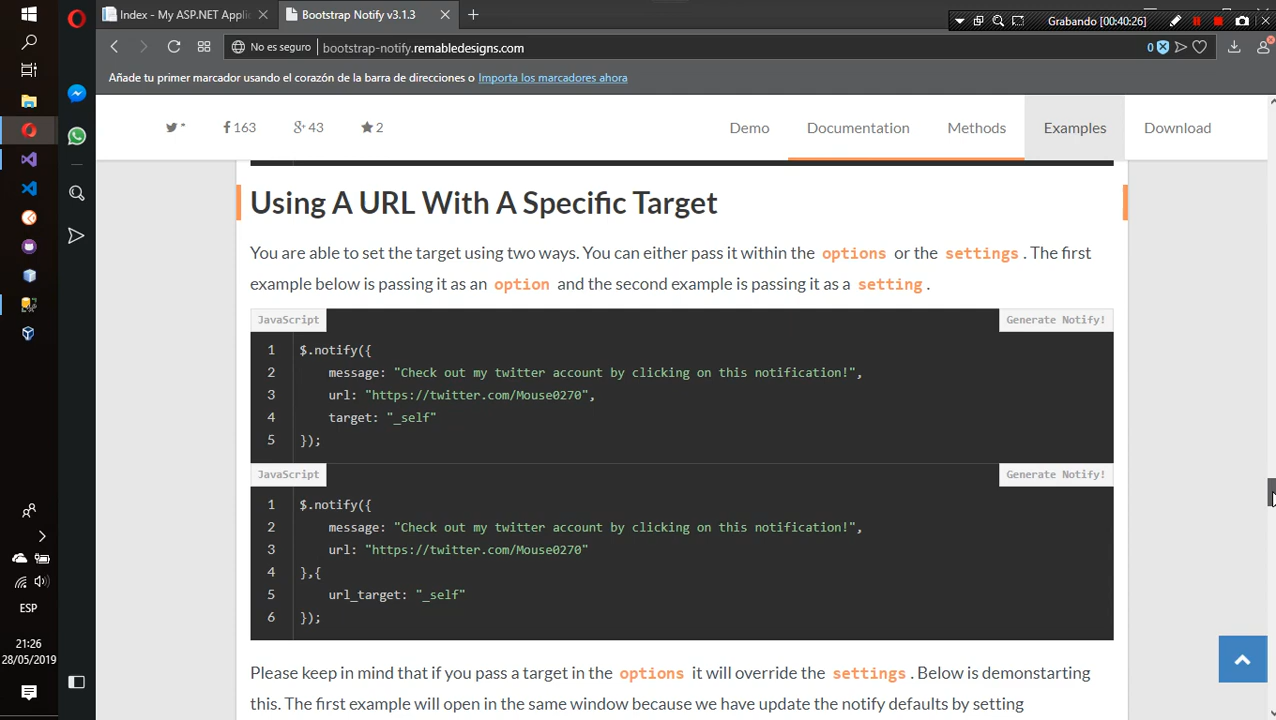 Index - My ASP.NET Applic
Bootstrap Notify v3.1.3
Grabando [00:40:26]
No es seguro
bootstrap-notify.remabledesigns.com
0
Añade tu primer marcador usando el corazón de la barra de direcciones o Importa los marcadores ahora
163
43
2
Demo
Documentation
Methods
Examples
Download
Using A URL With A Specific Target
You are able to set the target using two ways. You can either pass it within the options or the settings . The first
example below is passing it as an option and the second example is passing it as a setting .
JavaScript
Generate Notify!
1 $.notify({
2 message: "Check out my twitter account by clicking on this notification!",
3 url: "https://twitter.com/Mouse0270",
4 target: "_self"
5 });
JavaScript
Generate Notify!
1 $.notify({
2 message: "Check out my twitter account by clicking on this notification!",
3 url: "https://twitter.com/Mouse0270"
4 },{
5 url_target: "_self"
6 });
Please keep in mind that if you pass a target in the options it will override the settings . Below is demonstarting
this. The first example will open in the same window because we have update the notify defaults by setting
ESP
21:26
28/05/2019